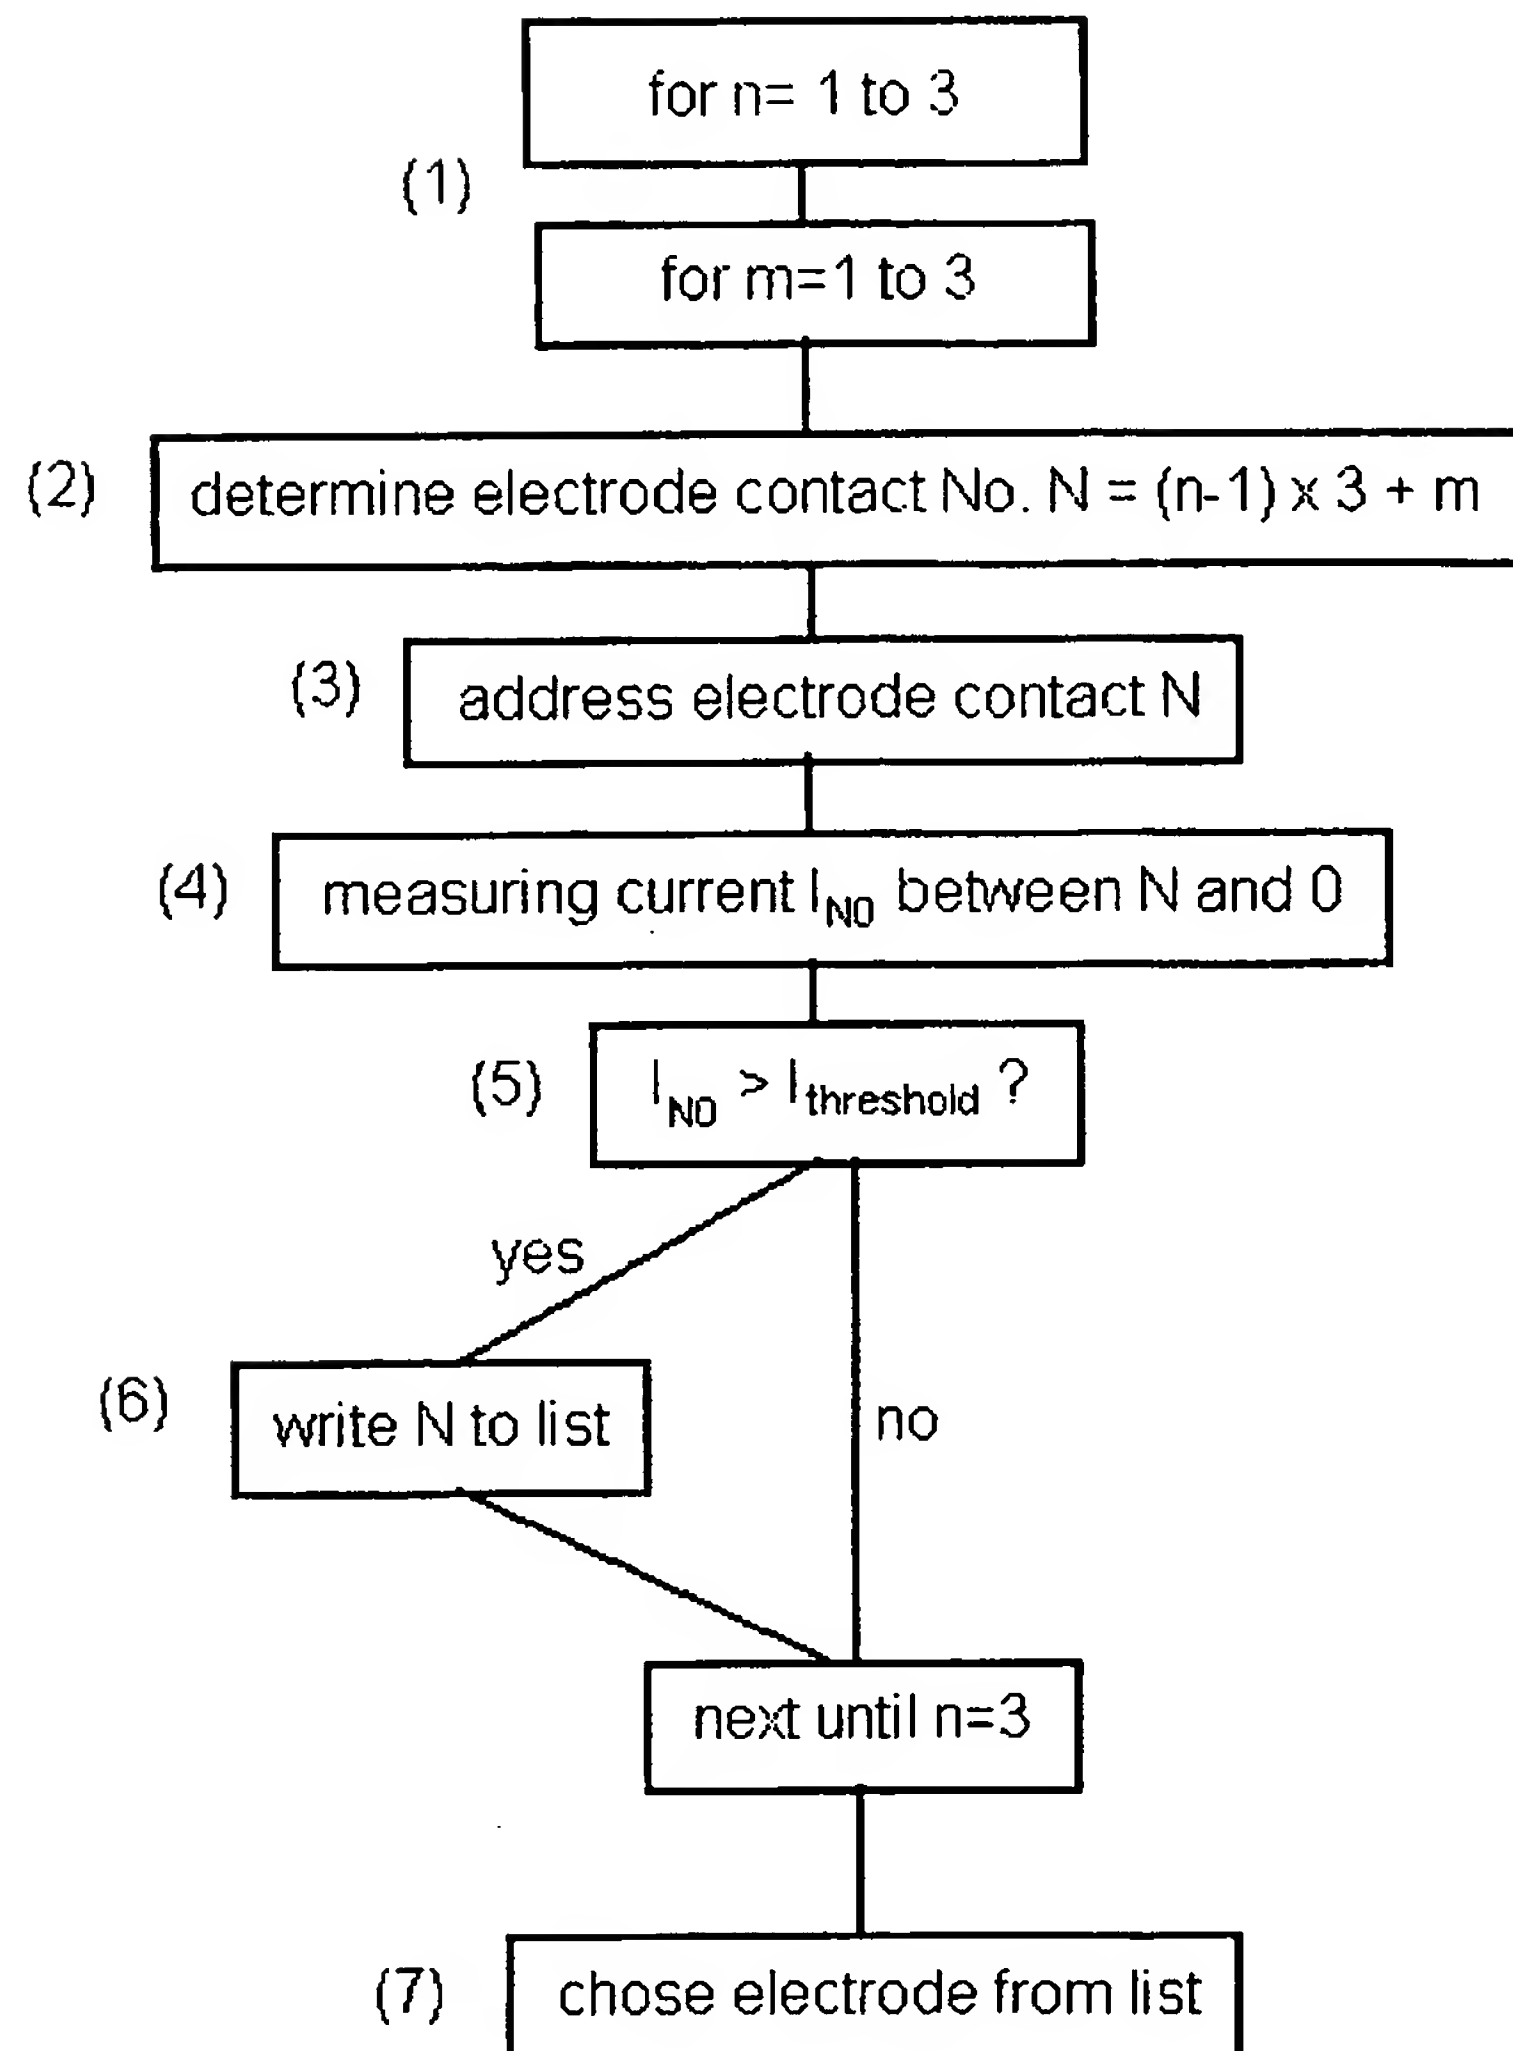 for n= 1 to 3
(1)
for m=1 to 3
(2) determine electrode contact No. N = (n-1) x 3 + m
(3) address electrode contact N
(4) measuring current I_N0 between N and 0
(5) I_N0 > I_threshold ?
yes
(6) write N to list
no
next until n=3
(7) chose electrode from list